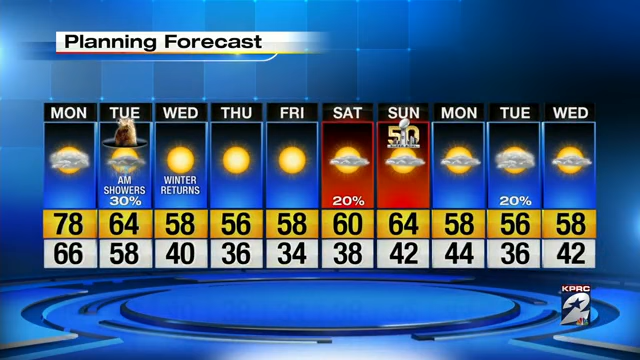 Planning Forecast
MON TUE WED THU FRI SAT SUN MON TUE WED
50
AM SHOWERS
WINTER RETURNS
30%
20%
20%
78 64 58 56 58 60 64 58 56 58
66 58 40 36 34 38 42 44 36 42
KPRC
2